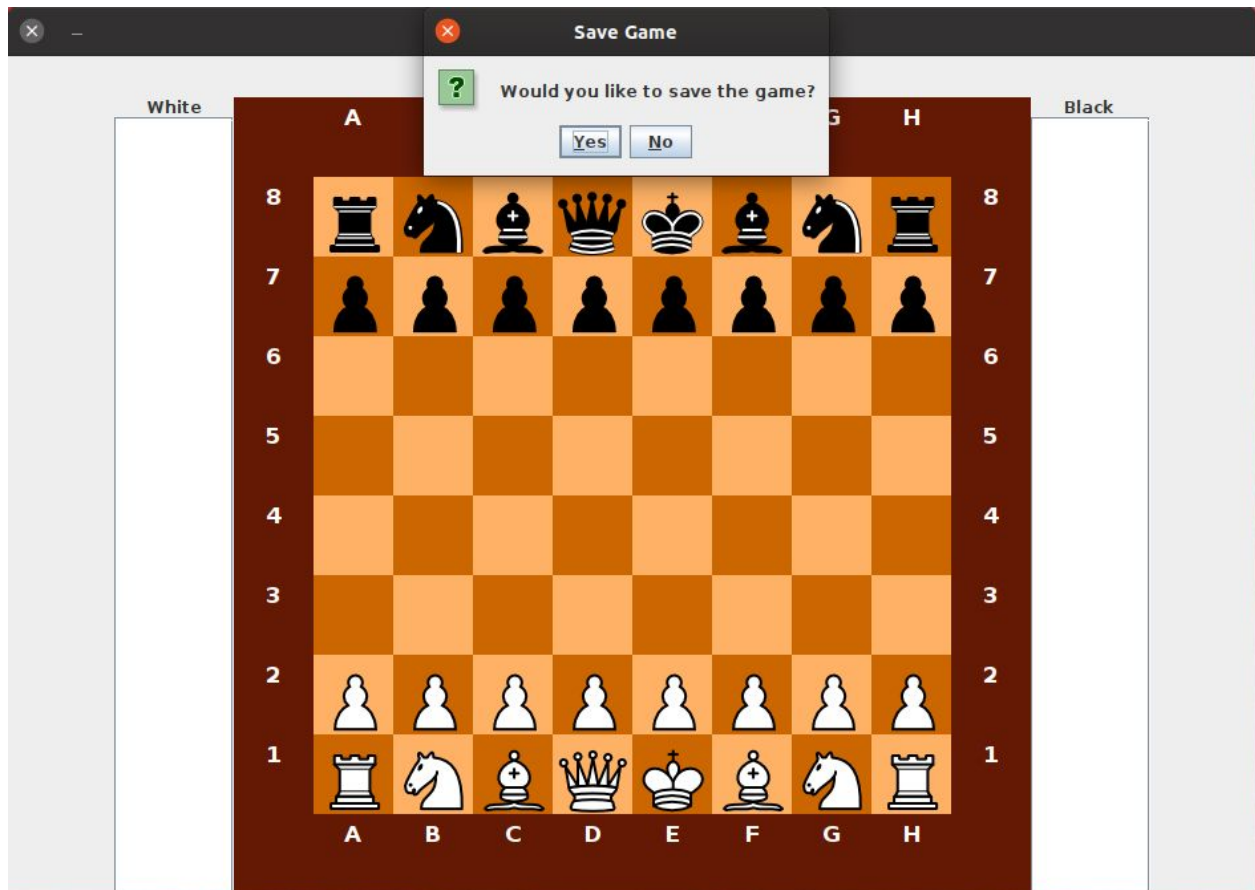 Save Game
Would you like to save the game?
Yes No
White
Black
A G H
8 8
7 7
6 6
5 5
4 4
3 3
2 2
1 1
A B C D E F G H